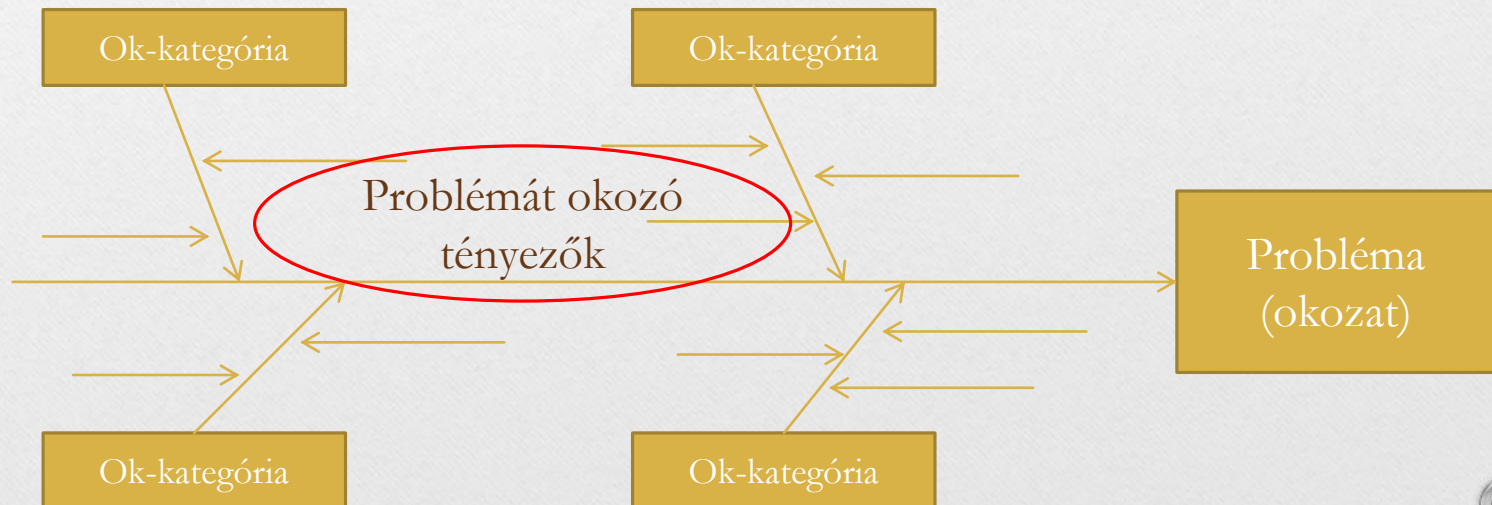 Ok-kategória
Ok-kategória
Problémát okozó
tényezők
Probléma
(okozat)
Ok-kategória
Ok-kategória